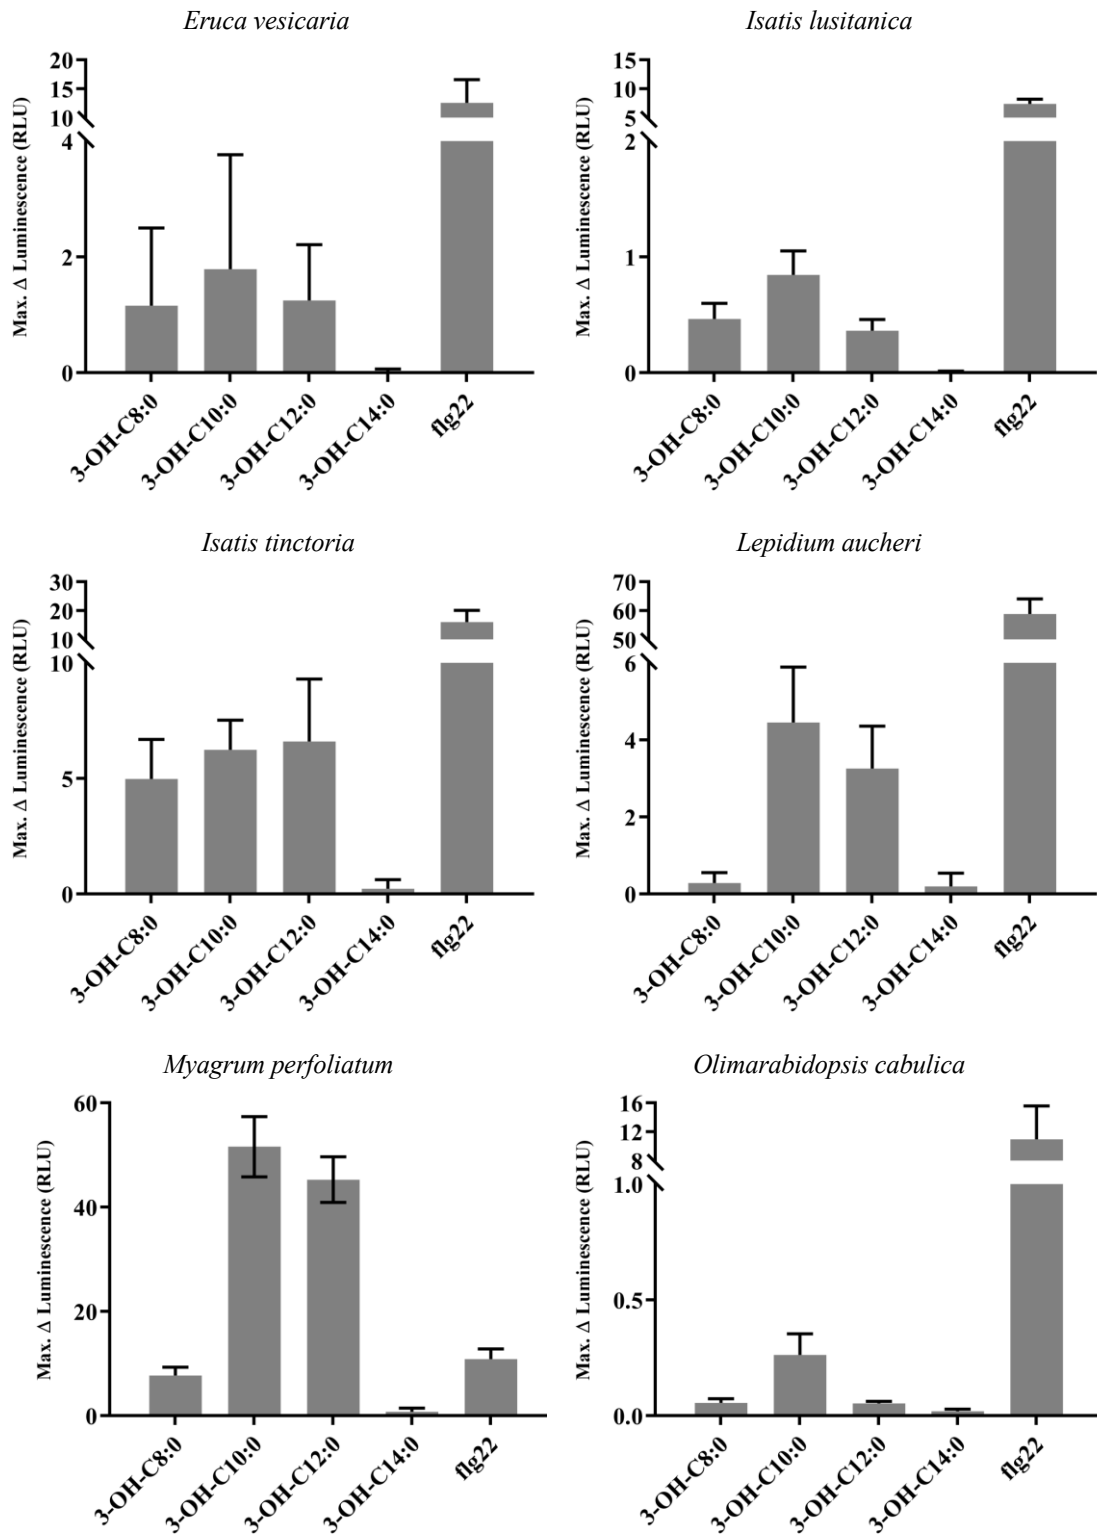 Eruca vesicaria
Max. Δ Luminescence (RLU)
20
15
10
4
2
0
3-OH-C8:0
3-OH-C10:0
3-OH-C12:0
3-OH-C14:0
flg22
Isatis lusitanica
Max. Δ Luminescence (RLU)
15
10
5
2
1
0
3-OH-C8:0
3-OH-C10:0
3-OH-C12:0
3-OH-C14:0
flg22
Isatis tinctoria
Max. Δ Luminescence (RLU)
30
20
10
10
5
0
3-OH-C8:0
3-OH-C10:0
3-OH-C12:0
3-OH-C14:0
flg22
Lepidium aucheri
Max. Δ Luminescence (RLU)
70
60
50
6
4
2
0
3-OH-C8:0
3-OH-C10:0
3-OH-C12:0
3-OH-C14:0
flg22
Myagrum perfoliatum
Max. Δ Luminescence (RLU)
60
40
20
0
3-OH-C8:0
3-OH-C10:0
3-OH-C12:0
3-OH-C14:0
flg22
Olimarabidopsis cabulica
Max. Δ Luminescence (RLU)
16
12
8
1.0
0.5
0.0
3-OH-C8:0
3-OH-C10:0
3-OH-C12:0
3-OH-C14:0
flg22